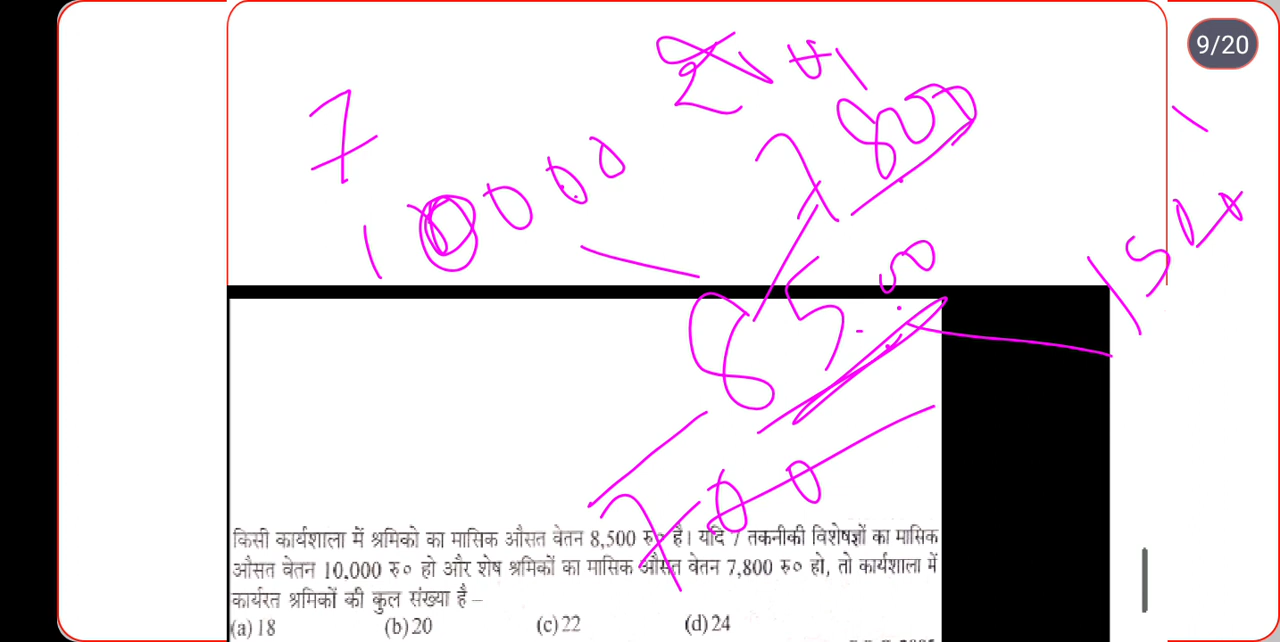 9/20
7
10000
7800
8500
1500
700
किसी कार्यशाला में श्रमिको का मासिक औसत वेतन 8,500 रु० है। यदि 7 तकनीकी विशेषज्ञों का मासिक
औसत वेतन 10.000 रु० हो और शेष श्रमिकों का मासिक औसत वेतन 7,800 रु० हो, तो कार्यशाला में
कार्यरत श्रमिकों की कुल संख्या है –
(a) 18 (b) 20 (c) 22 (d) 24